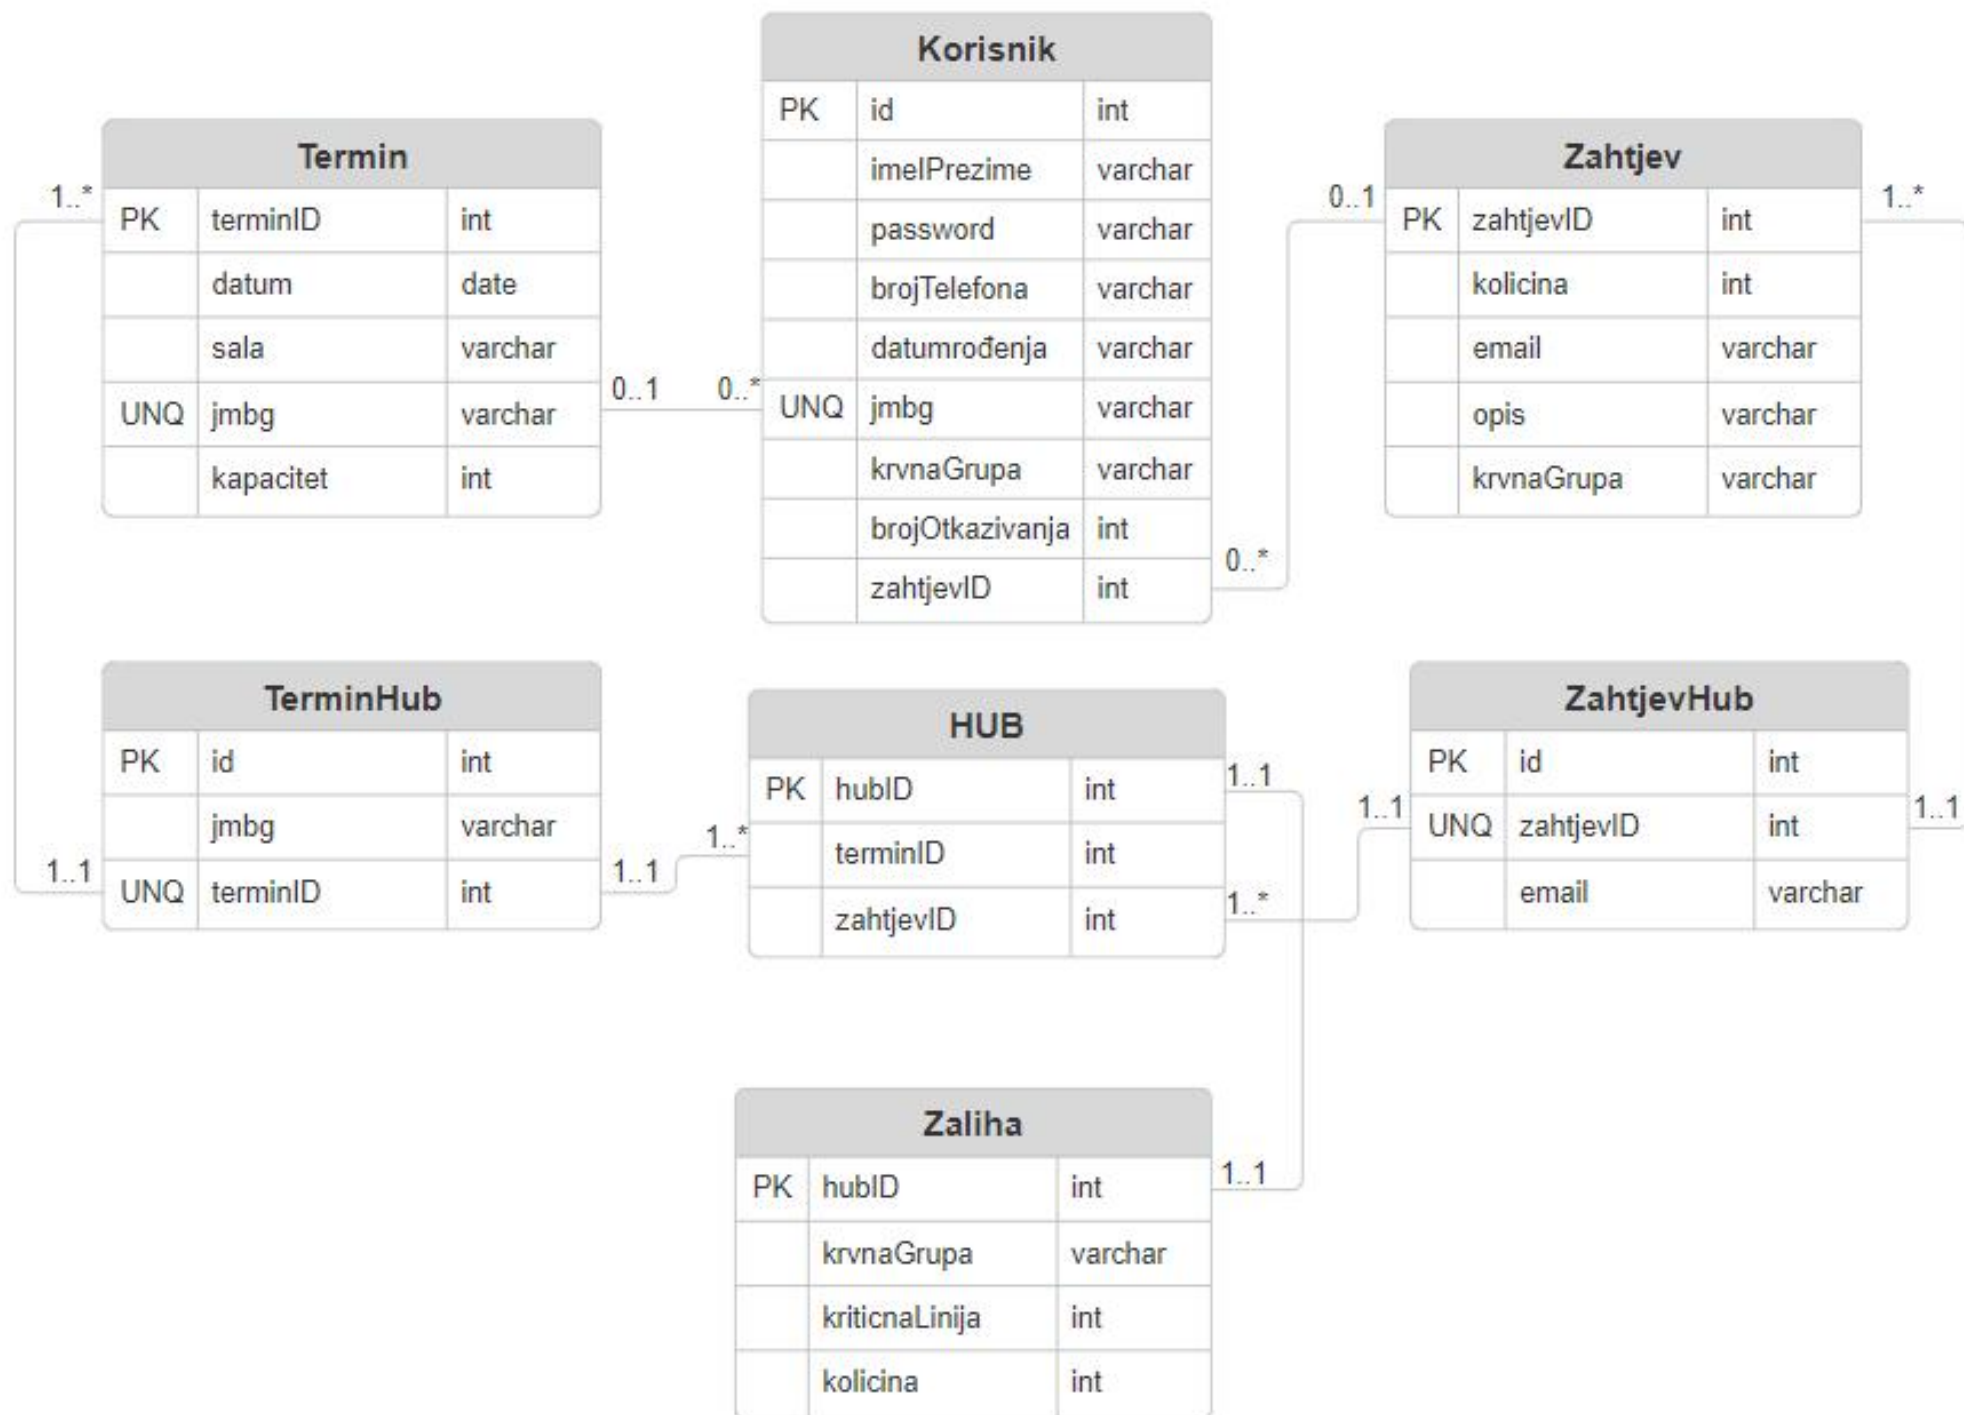 Korisnik
PK id int
imeIPrezime varchar
password varchar
brojTelefona varchar
datumrođenja varchar
UNQ jmbg varchar
krvnaGrupa varchar
brojOtkazivanja int
zahtjevID int
Termin
PK terminID int
datum date
sala varchar
UNQ jmbg varchar
kapacitet int
1..*
0..1
0..*
Zahtjev
PK zahtjevID int
kolicina int
email varchar
opis varchar
krvnaGrupa varchar
0..1
1..*
0..*
TerminHub
PK id int
jmbg varchar
UNQ terminID int
1..1
1..1
1..*
HUB
PK hubID int
terminID int
zahtjevID int
1..1
1..*
ZahtjevHub
PK id int
UNQ zahtjevID int
email varchar
1..1
1..1
Zaliha
PK hubID int
krvnaGrupa varchar
kriticnaLinija int
kolicina int
1..1